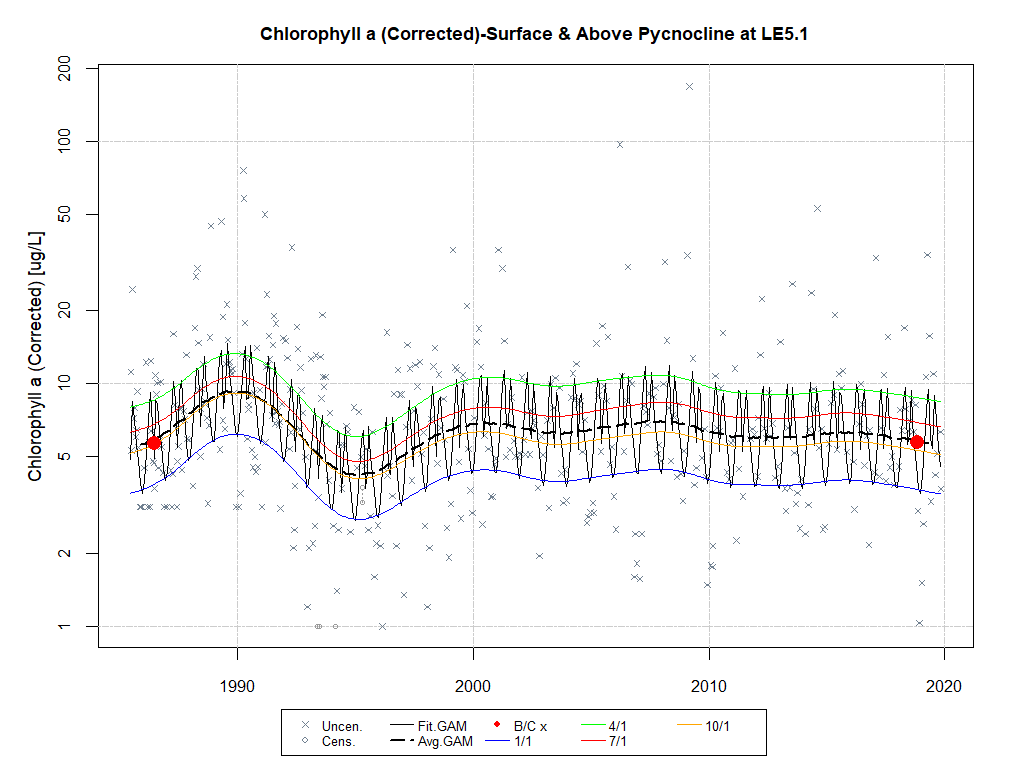 Chlorophyll a (Corrected)-Surface & Above Pycnocline at LE5.1
Chlorophyll a (Corrected) [ug/L]
200
100
50
20
10
5
2
1
1990 2000 2010 2020
Uncen. Fit.GAM B/C x 4/1 10/1
Cens. Avg.GAM 1/1 7/1